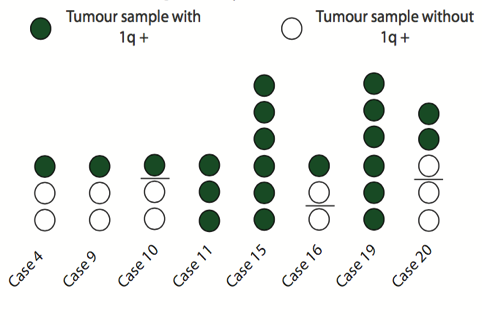 Tumour sample with
1q +
Tumour sample without
1q +
Case 4
Case 9
Case 10
Case 11
Case 15
Case 16
Case 19
Case 20